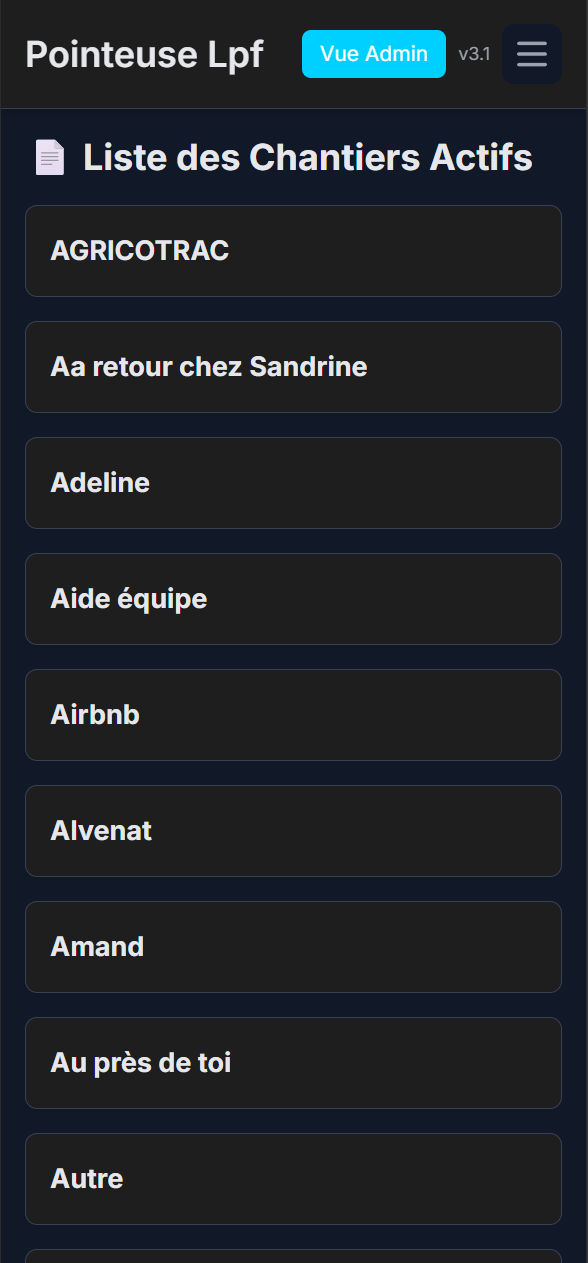 Pointeuse Lpf
Vue Admin
v3.1
Liste des Chantiers Actifs
AGRICOTRAC
Aa retour chez Sandrine
Adeline
Aide équipe
Airbnb
Alvenat
Amand
Au près de toi
Autre